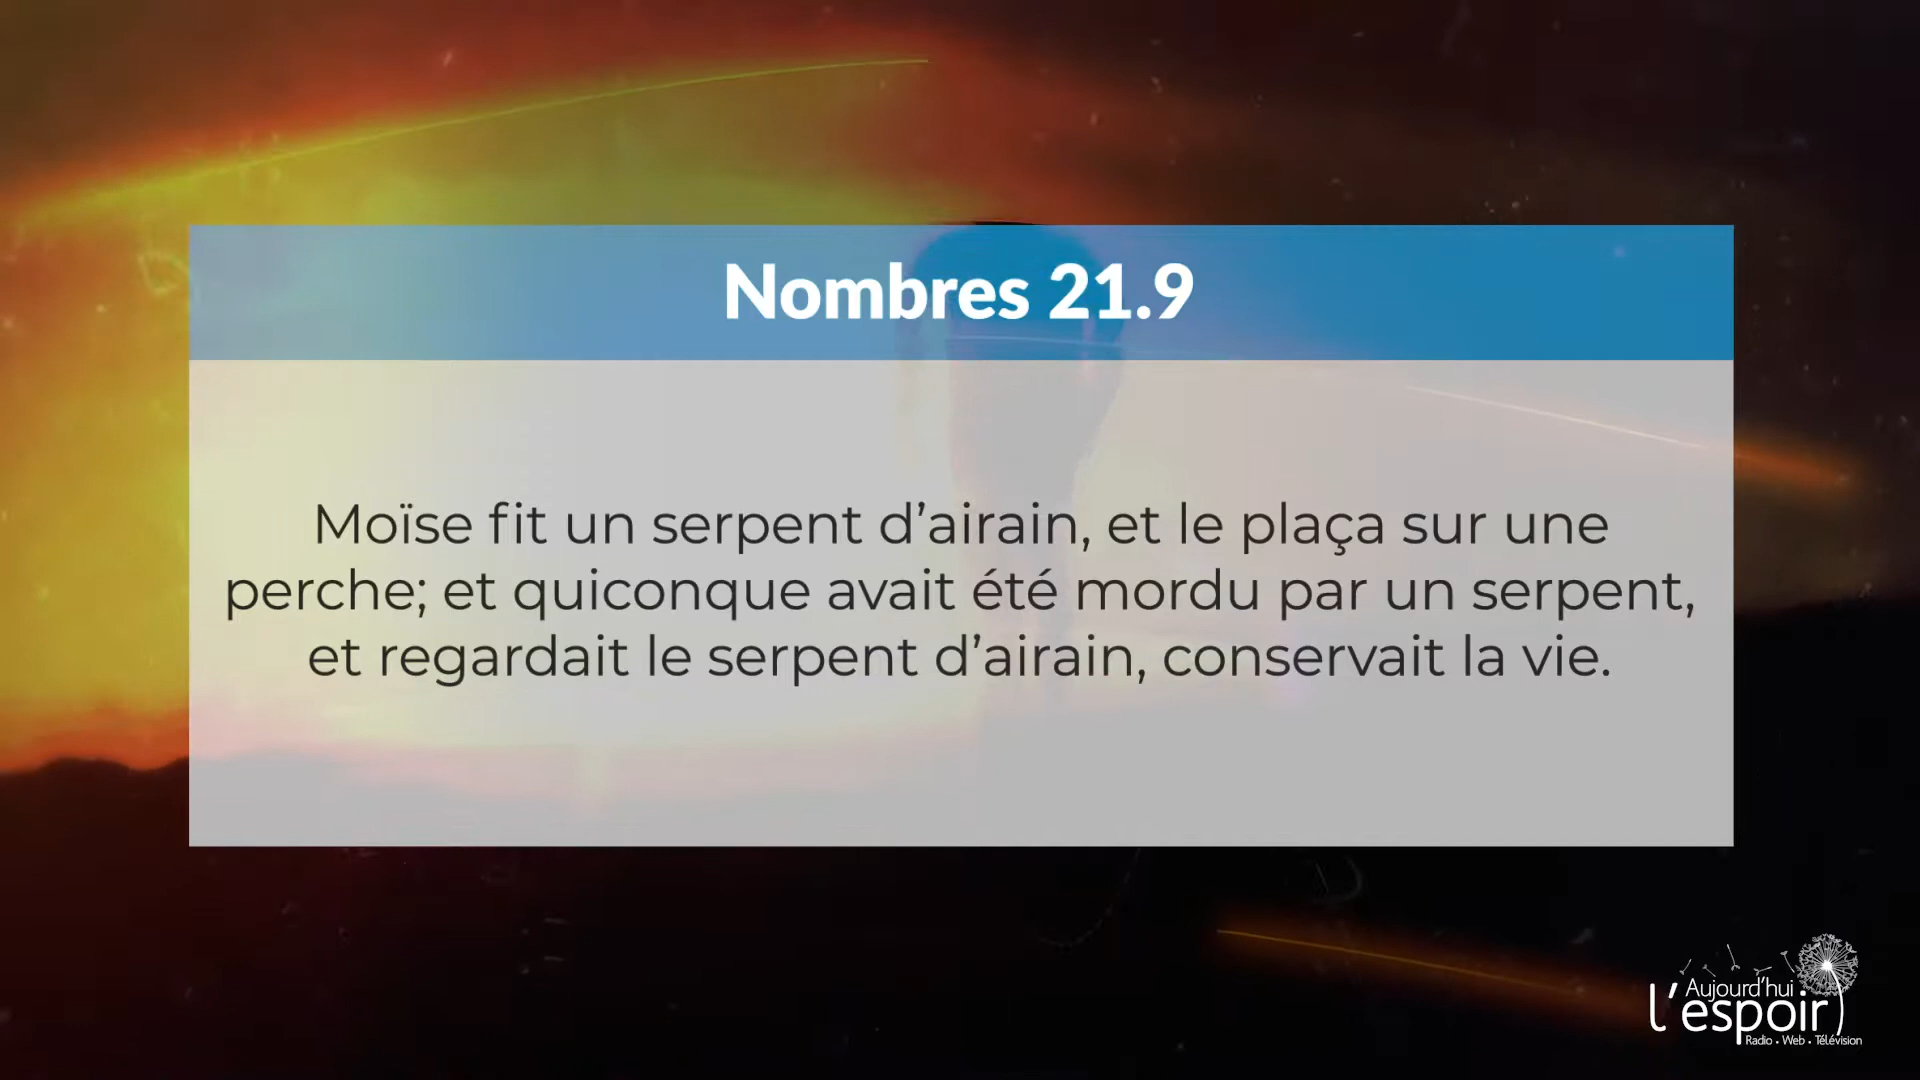 Nombres 21.9
Moïse fit un serpent d’airain, et le plaça sur une
perche; et quiconque avait été mordu par un serpent,
et regardait le serpent d’airain, conservait la vie.
Aujourd’hui
l’espoir
Radio • Web • Télévision